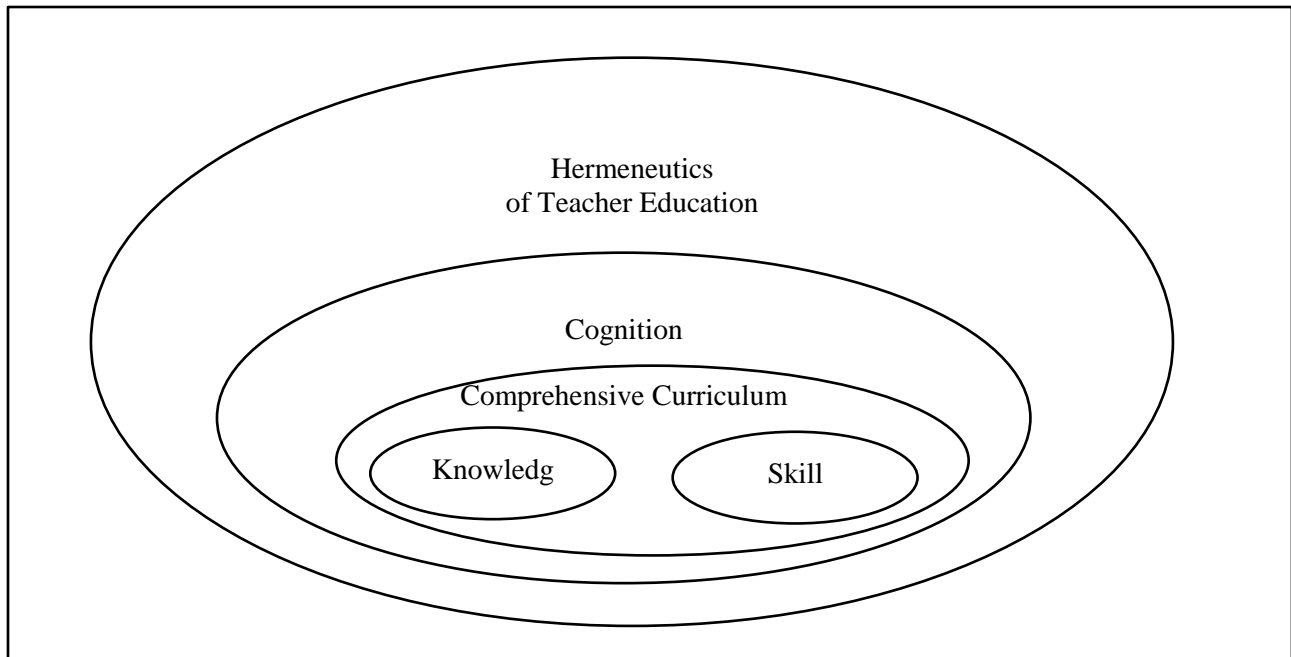 Hermeneutics
of Teacher Education
Cognition
Comprehensive Curriculum
Knowledg
Skill